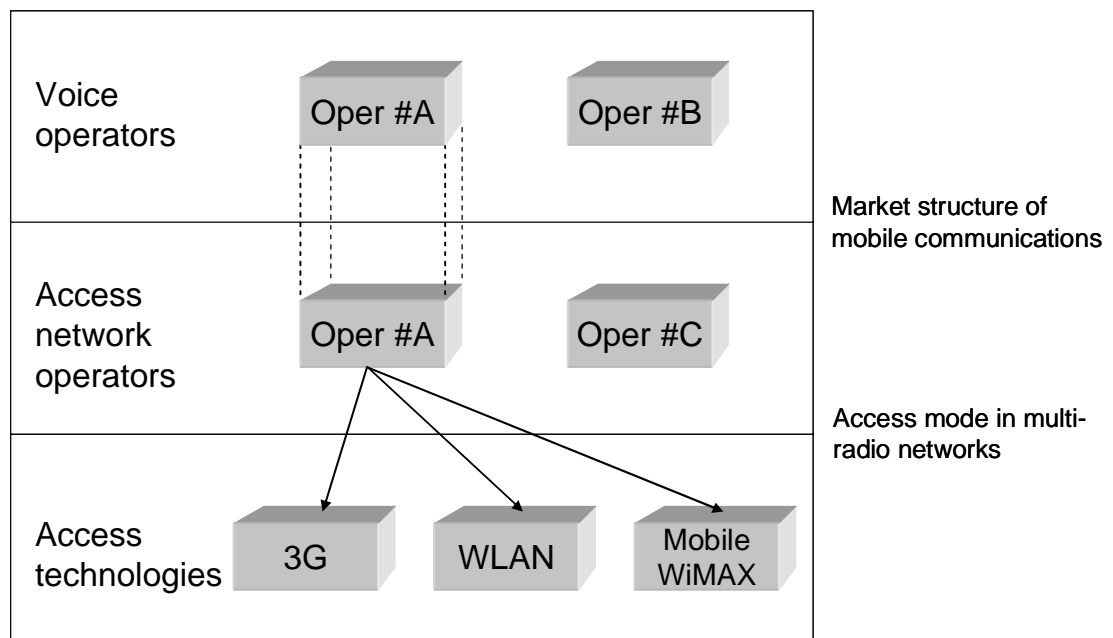 Voice
operators
Oper #A
Oper #B
Market structure of
mobile communications
Access
network
operators
Oper #A
Oper #C
Access mode in multi-
radio networks
Access
technologies
3G
WLAN
Mobile
WiMAX